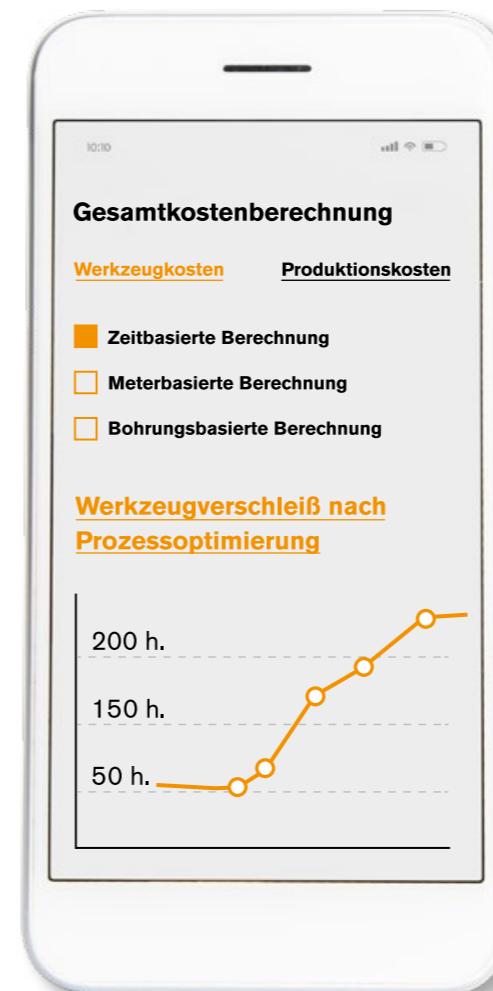 10:10
Gesamtkostenberechnung
Werkzeugkosten Produktionskosten
Zeitbasierte Berechnung
Meterbasierte Berechnung
Bohrungsbasierte Berechnung
Werkzeugverschleiß nach
Prozessoptimierung
200 h.
150 h.
50 h.